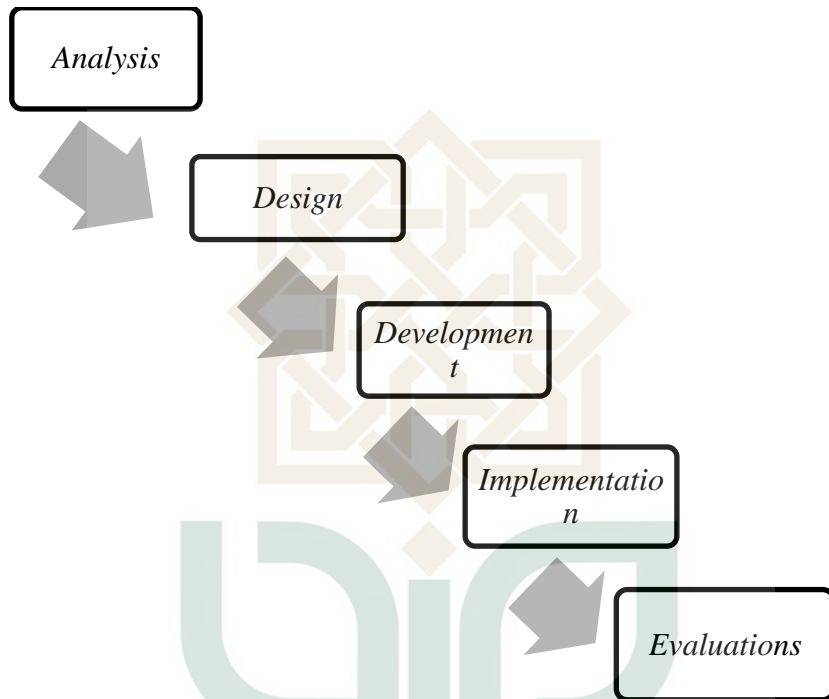 Analysis
Design
Developmen
t
Implementatio
n
Evaluations